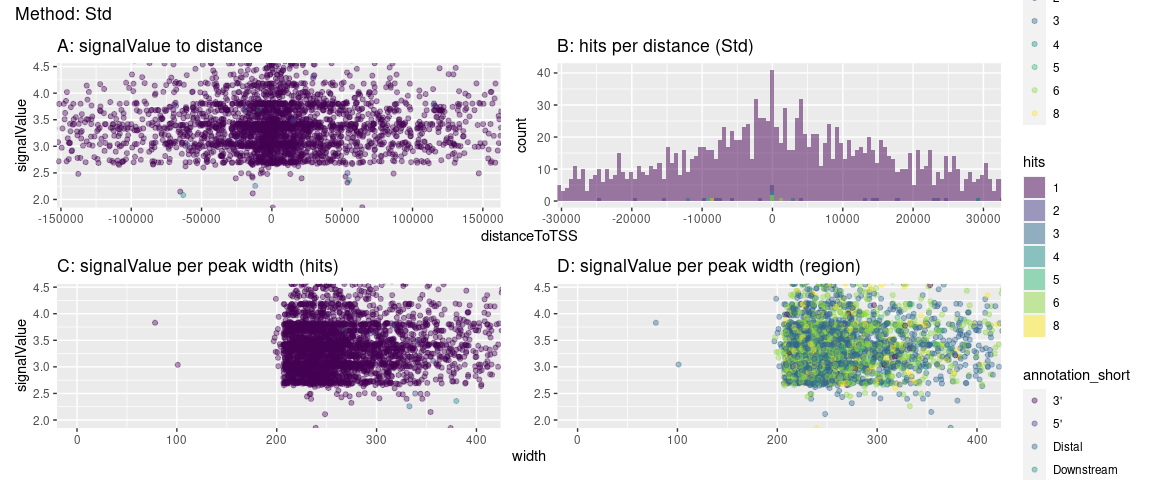 Method: Std
A: signalValue to distance
signalValue
4.5
4.0
3.5
3.0
2.5
2.0
-150000 -100000 -50000 0 50000 100000 150000
B: hits per distance (Std)
count
40
30
20
10
0
-30000 -20000 -10000 0 10000 20000 30000
distanceToTSS
C: signalValue per peak width (hits)
signalValue
4.5
4.0
3.5
3.0
2.5
2.0
0 100 200 300 400
D: signalValue per peak width (region)
4.5
4.0
3.5
3.0
2.5
2.0
0 100 200 300 400
width
3
4
5
6
8
hits
1
2
3
4
5
6
8
annotation_short
3'
5'
Distal
Downstream